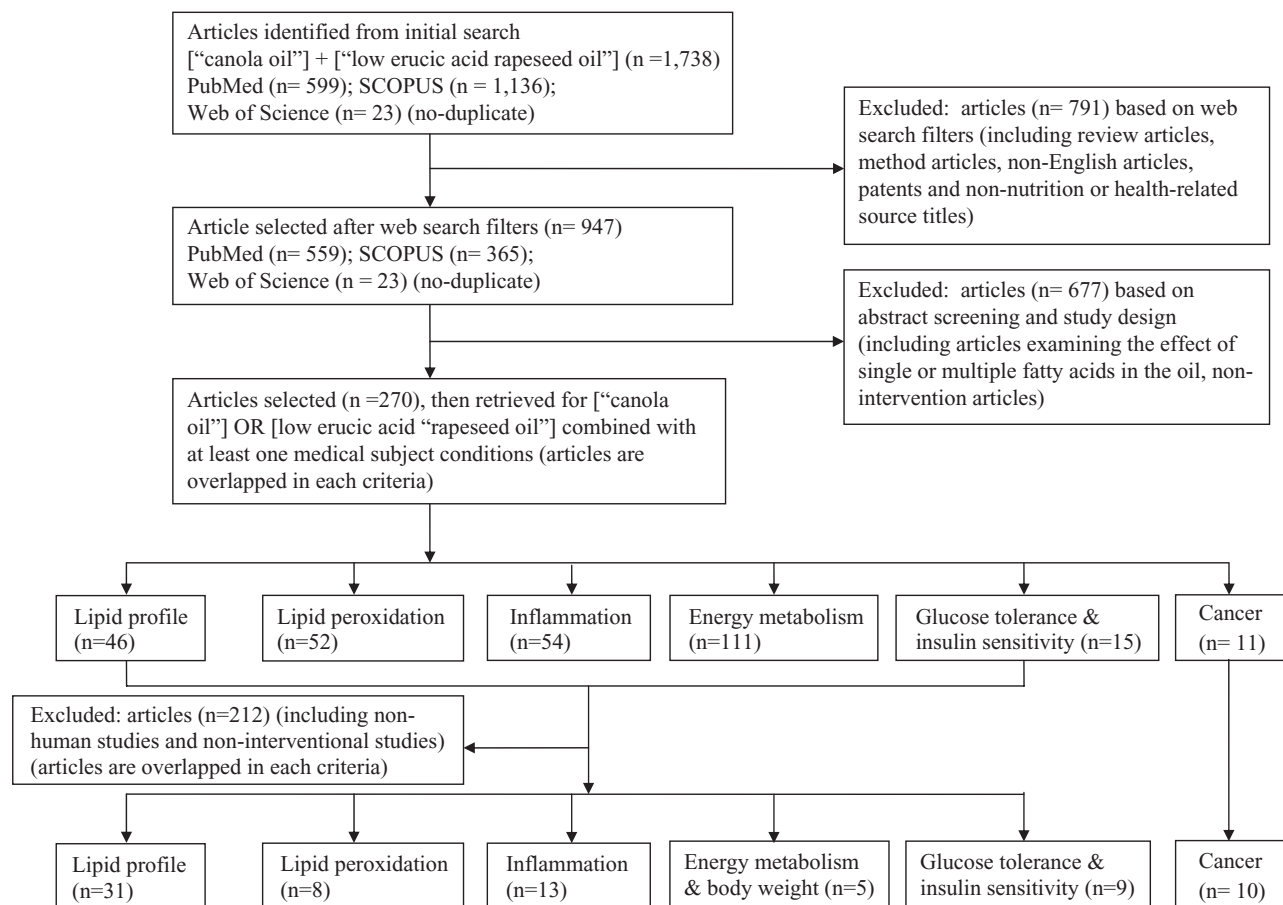 Articles identified from initial search
[“canola oil”] + [“low erucic acid rapeseed oil”] (n =1,738)
PubMed (n= 599); SCOPUS (n = 1,136);
Web of Science (n= 23) (no-duplicate)
Excluded:  articles (n= 791) based on web
search filters (including review articles,
method articles, non-English articles,
patents and non-nutrition or health-related
source titles)
Article selected after web search filters (n= 947)
PubMed (n= 559); SCOPUS (n= 365);
Web of Science (n = 23) (no-duplicate)
Excluded:  articles (n= 677) based on
abstract screening and study design
(including articles examining the effect of
single or multiple fatty acids in the oil, non-
intervention articles)
Articles selected (n =270), then retrieved for [“canola
oil”] OR [low erucic acid “rapeseed oil”] combined with
at least one medical subject conditions (articles are
overlapped in each criteria)
Lipid profile
(n=46)
Lipid peroxidation
(n=52)
Inflammation
(n=54)
Energy metabolism
(n=111)
Glucose tolerance &
insulin sensitivity (n=15)
Cancer
(n= 11)
Excluded: articles (n=212) (including non-
human studies and non-interventional studies)
(articles are overlapped in each criteria)
Lipid profile
(n=31)
Lipid peroxidation
(n=8)
Inflammation
(n=13)
Energy metabolism
& body weight (n=5)
Glucose tolerance &
insulin sensitivity (n=9)
Cancer
(n= 10)